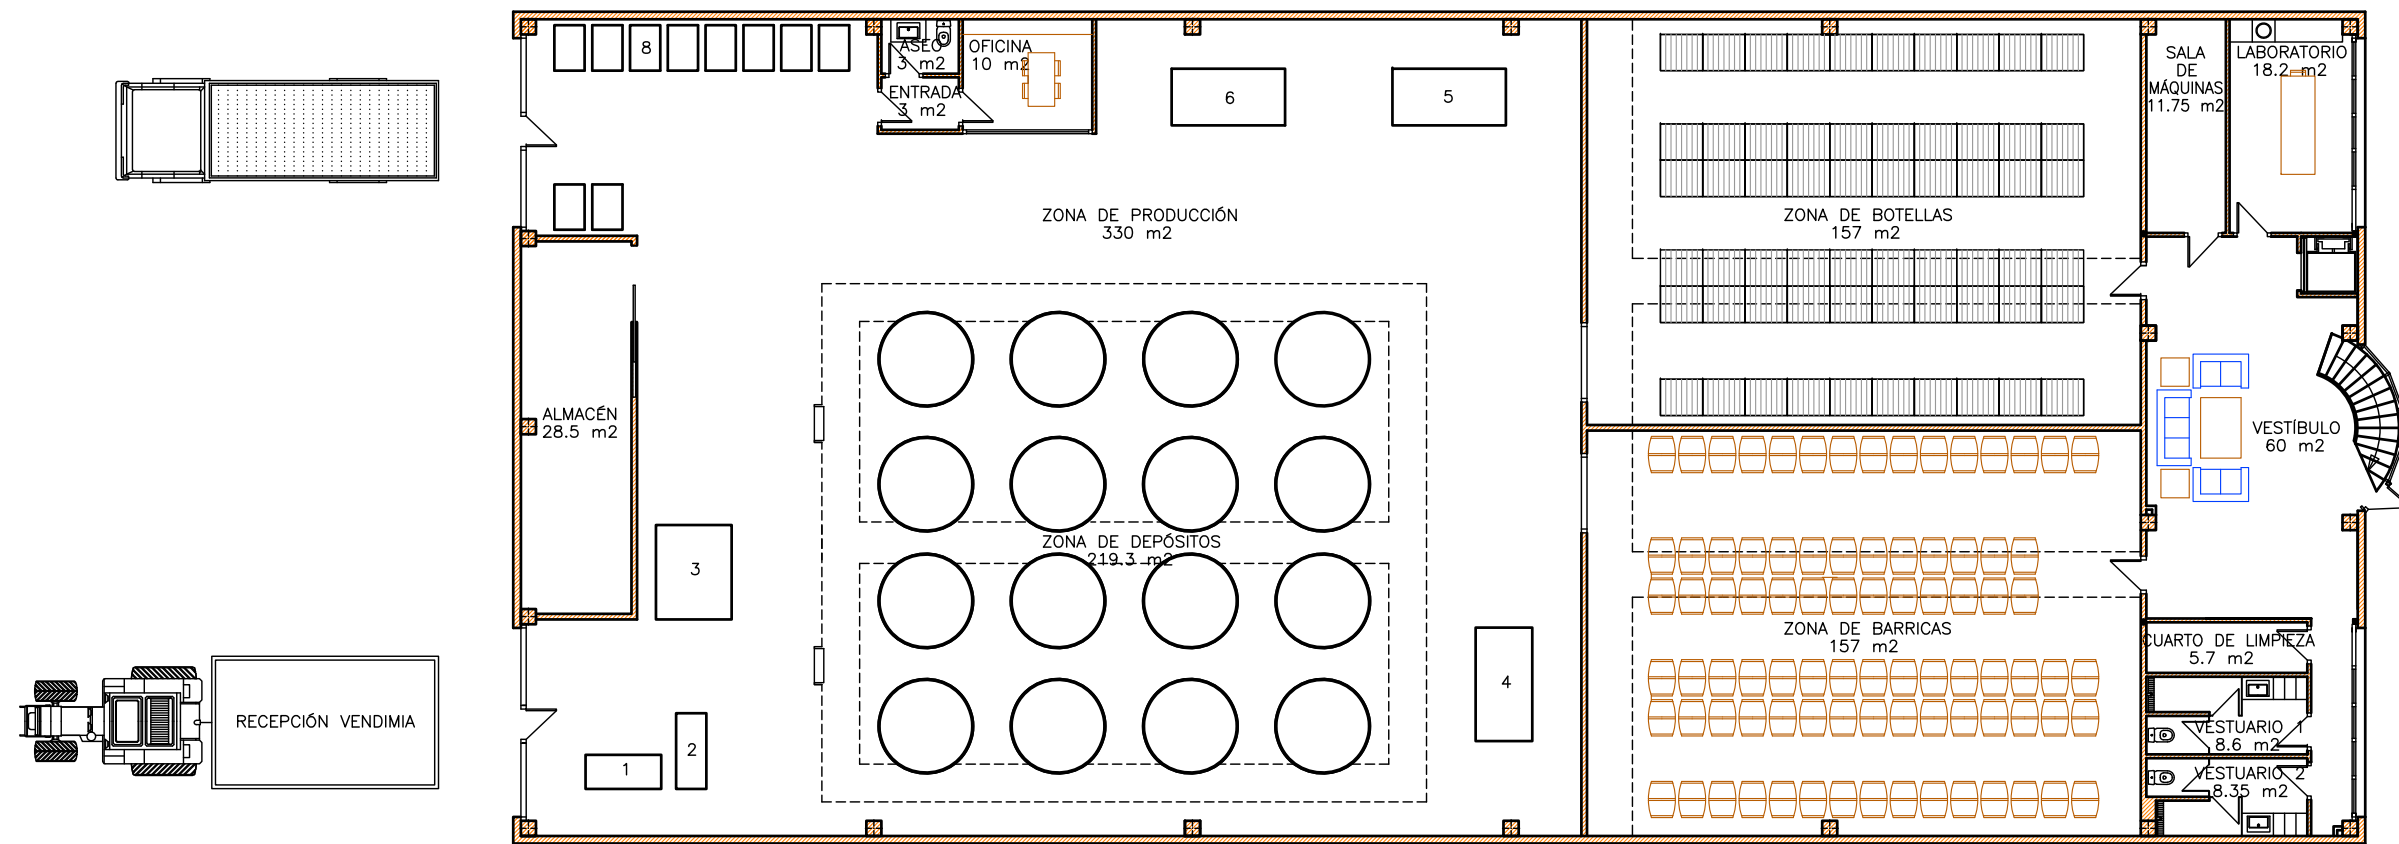 8
ASEO
3 m2
OFICINA
10 m2
ENTRADA
3 m2
6
5
SALA
DE
MÁQUINAS
11.75 m2
LABORATORIO
18.2 m2
ZONA DE PRODUCCIÓN
330 m2
ZONA DE BOTELLAS
157 m2
ALMACÉN
28.5 m2
VESTÍBULO
60 m2
3
ZONA DE DEPÓSITOS
219.3 m2
ZONA DE BARRICAS
157 m2
CUARTO DE LIMPIEZA
5.7 m2
4
RECEPCIÓN VENDIMIA
1
2
VESTUARIO 1
8.6 m2
VESTUARIO 2
8.35 m2